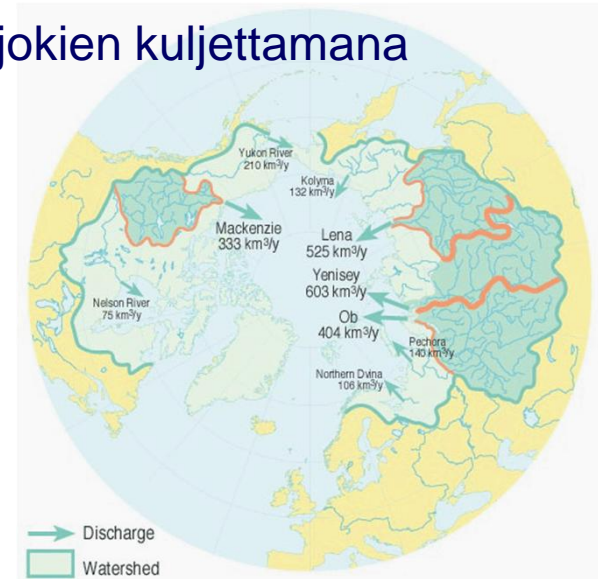 jokien kuljettamana
Yukon River
210 km³/y
Kolyma
132 km³/y
Mackenzie
333 km³/y
Lena
525 km³/y
Yenisey
603 km³/y
Nelson River
75 km³/y
Ob
404 km³/y
Pechora
140 km³/y
Northern Dvina
106 km³/y
Discharge
Watershed